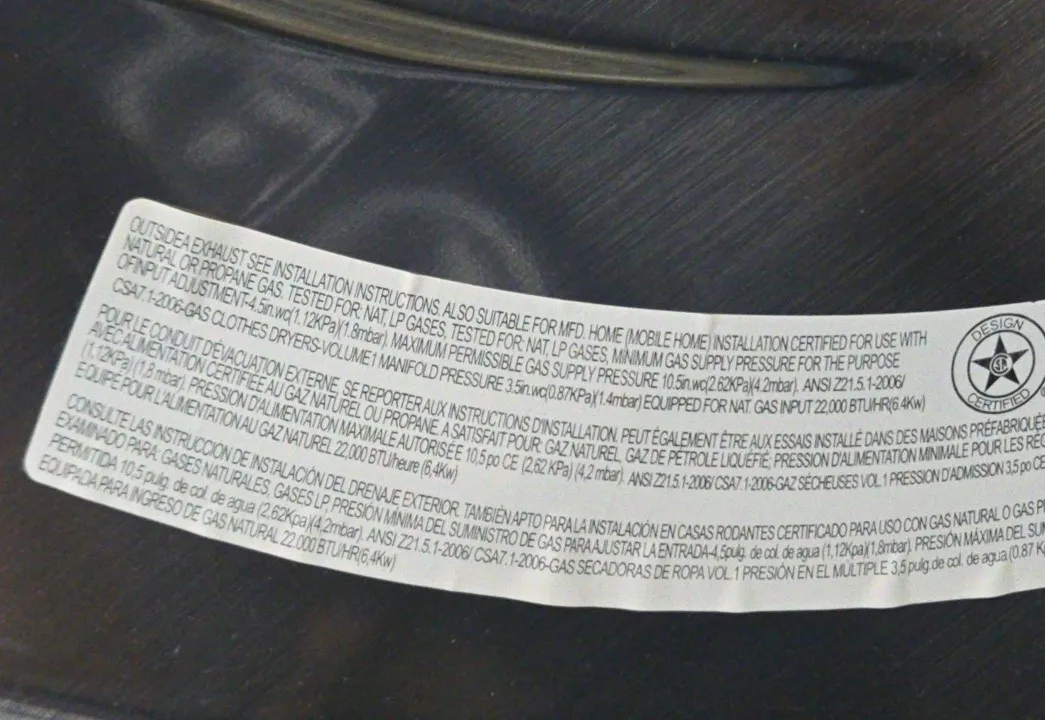 OUTSIDEA EXHAUST SEE INSTALLATION INSTRUCTIONS. ALSO SUITABLE FOR MFD. HOME (MOBILE HOME) INSTALLATION CERTIFIED FOR USE WITH
NATURAL OR PROPANE GAS. TESTED FOR: NAT, LP GASES. TESTED FOR: NAT, LP GASES, MINIMUM GAS SUPPLY PRESSURE FOR THE PURPOSE
OFINPUT ADJUSTMENT-4.5in.wc(1.12KPa)(1.8mbar). MAXIMUM PERMISSIBLE GAS SUPPLY PRESSURE 10.5in.wc(2.62KPa)(4.2mbar). ANSI Z21.5.1-2006/
CSA7.1-2006-GAS CLOTHES DRYERS-VOLUME1 MANIFOLD PRESSURE 3.5in.wc(0.87KPa)(1.4mbar) EQUIPPED FOR NAT. GAS INPUT 22,000 BTU/HR(6.4Kw)
POUR LE CONDUIT D'ÉVACUATION EXTERNE, SE REPORTER AUX INSTRUCTIONS D'INSTALLATION. PEUT ÉGALEMENT ÊTRE AUX ESSAIS INSTALLÉ DANS DES MAISONS PRÉFABRIQUÉE
AVEC ALIMENTATION CERTIFIÉE AU GAZ NATUREL OU PROPANE. A SATISFAIT POUR: GAZ NATUREL, GAZ DE PÉTROLE LIQUÉFIÉ; PRESSION D'ALIMENTATION MINIMALE POUR LES RÉG
(1,12KPa) (1,8 mbar). PRESSION D'ALIMENTATION MAXIMALE AUTORISÉE 10,5 po CE (2.62 KPa) (4,2 mbar). ANSI Z21.5.1-2006/ CSA7.1-2006-GAZ SÉCHEUSES VOL.1 PRESSION D'ADMISSION 3,5 po CE
EQUIPÉ POUR L'ALIMENTATION AU GAZ NATUREL 22,000 BTU/heure (6,4Kw)
CONSULTE LAS INSTRUCCION DE INSTALACIÓN DEL DRENAJE EXTERIOR. TAMBIÉN APTO PARA LA INSTALACIÓN EN CASAS RODANTES CERTIFICADO PARA USO CON GAS NATURAL O GAS
EXAMINADO PARA: GASES NATURALES, GASES LP, PRESIÓN MÍNIMA DEL SUMINISTRO DE GAS PARA AJUSTAR LA ENTRADA-4,5pulg. de col. de agua (1,12Kpa)(1,8mbar). PRESIÓN MÁXIMA DEL SUM
PERMITIDA 10,5 pulg. de col. de agua (2.62Kpa)(4.2mbar). ANSI Z21.5.1-2006/ CSA7.1-2006-GAS SECADORAS DE ROPA VOL.1 PRESIÓN EN EL MÚLTIPLE 3,5 pulg.de col. de agua (0.87
EQUIPADA PARA INGRESO DE GAS NATURAL 22.000 BTU/HR(6,4Kw)
DESIGN
CERTIFIED